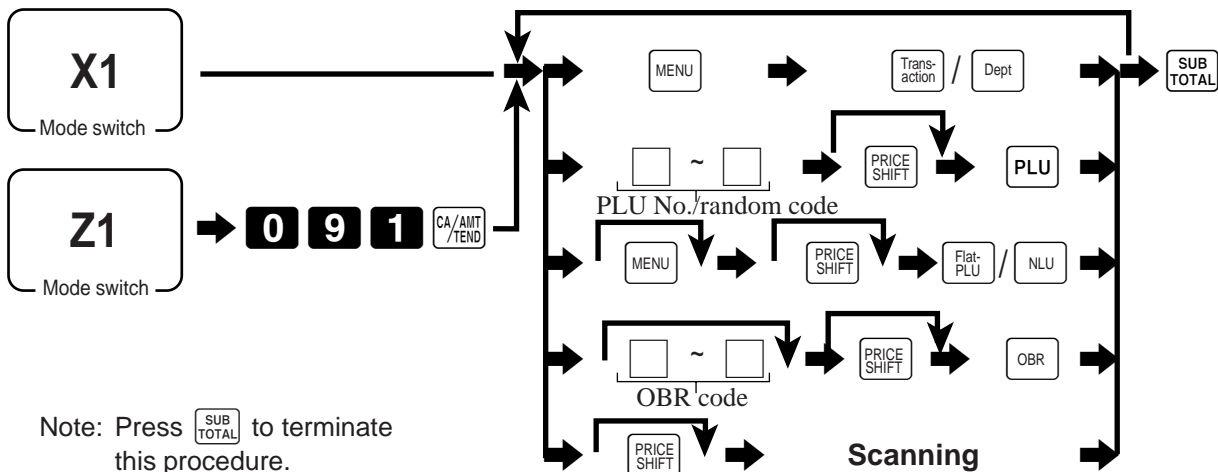 X1
Mode switch
MENU
Trans-
action
/
Dept
SUB
TOTAL
~
PRICE
SHIFT
PLU
PLU No./random code
Z1
Mode switch
0 9 1 CA/AMT
/TEND
MENU
PRICE
SHIFT
Flat-
PLU
/
NLU
~
PRICE
SHIFT
OBR
OBR code
Note: Press SUB
TOTAL to terminate
this procedure.
PRICE
SHIFT
Scanning